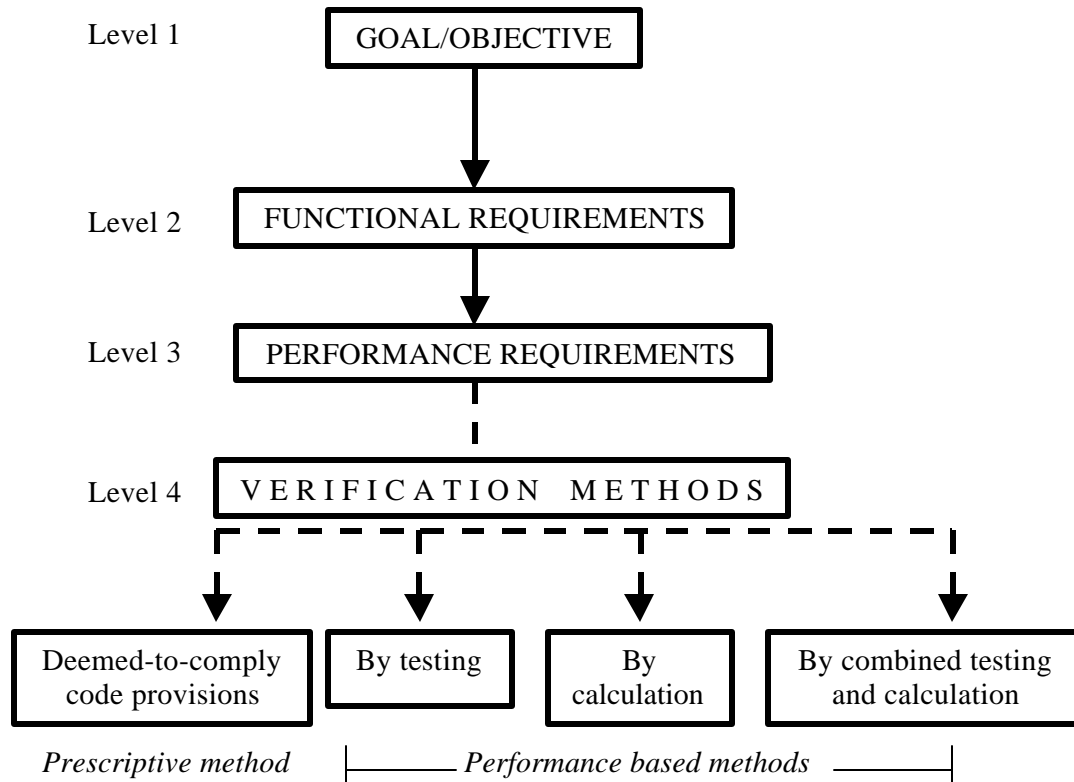 Level 1
GOAL/OBJECTIVE
Level 2
FUNCTIONAL REQUIREMENTS
Level 3
PERFORMANCE REQUIREMENTS
Level 4
VERIFICATION METHODS
Deemed-to-comply
code provisions
By testing
By
calculation
By combined testing
and calculation
Prescriptive method
Performance based methods